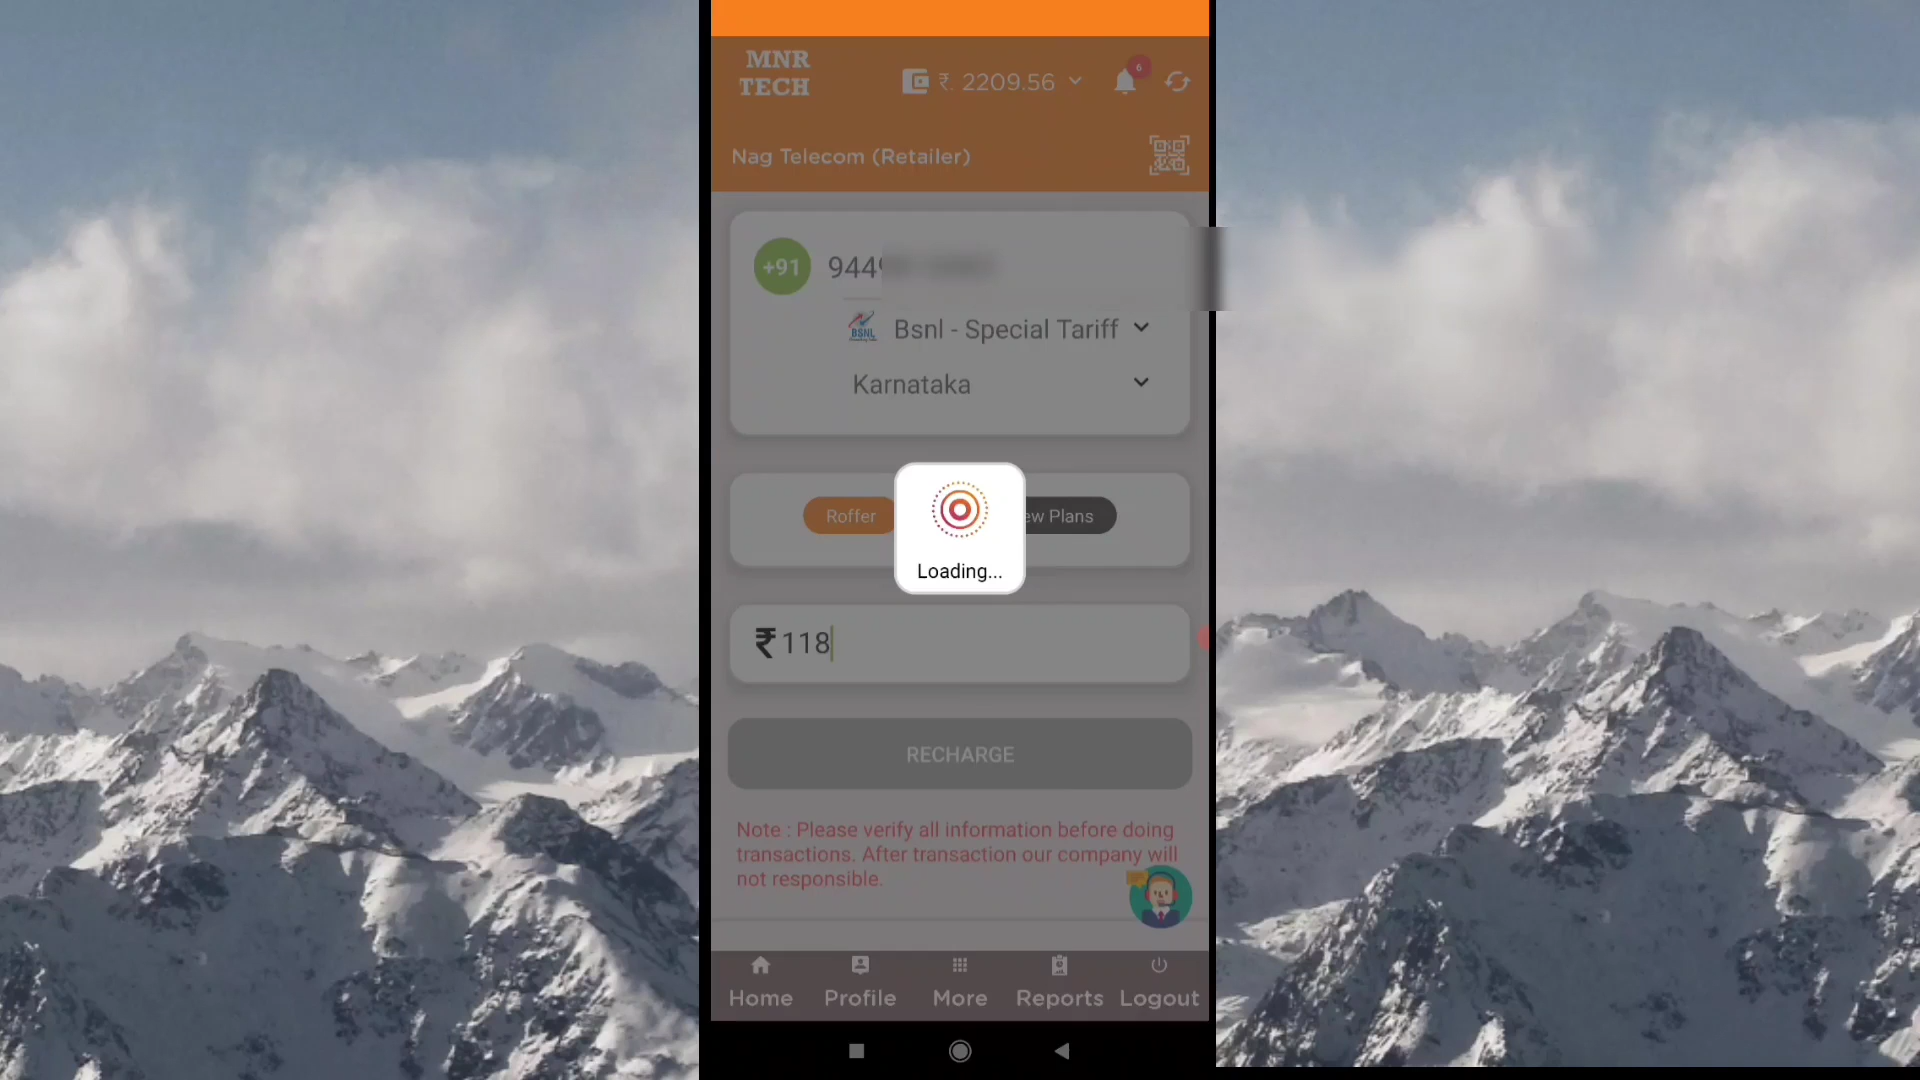 MNR
TECH
₹. 2209.56
6
Nag Telecom (Retailer)
+91
944
BSNL
Bsnl - Special Tariff
Karnataka
Roffer
ew Plans
Loading...
₹ 118
RECHARGE
Note : Please verify all information before doing
transactions. After transaction our company will
not responsible.
Home Profile More Reports Logout